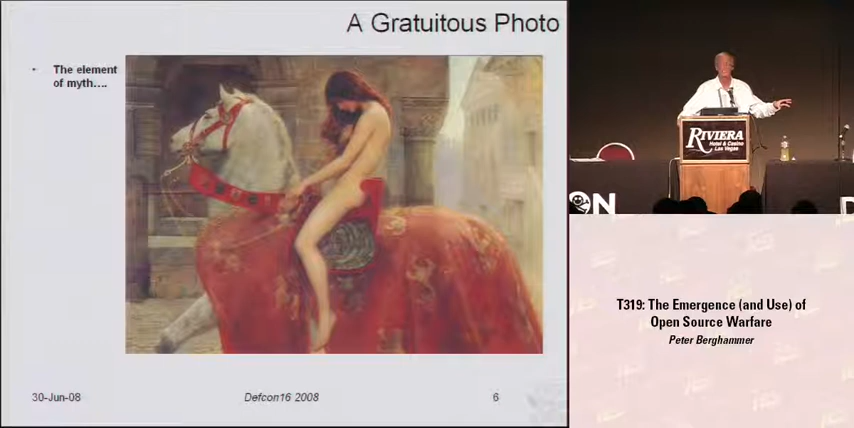 A Gratuitous Photo
• The element
of myth....
30-Jun-08
Defcon16 2008
6
RIVIERA
Hotel & Casino
Las Vegas
ON
D
T319: The Emergence (and Use) of
Open Source Warfare
Peter Berghammer